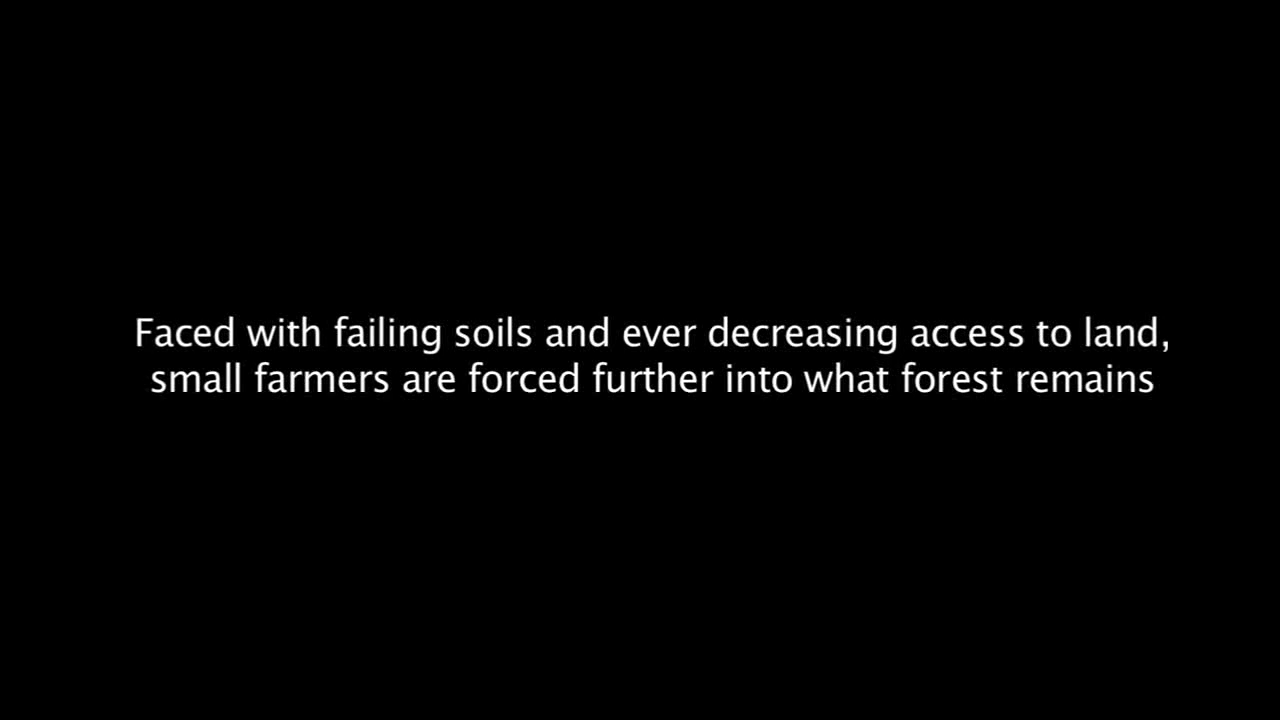 Faced with failing soils and ever decreasing access to land,
small farmers are forced further into what forest remains